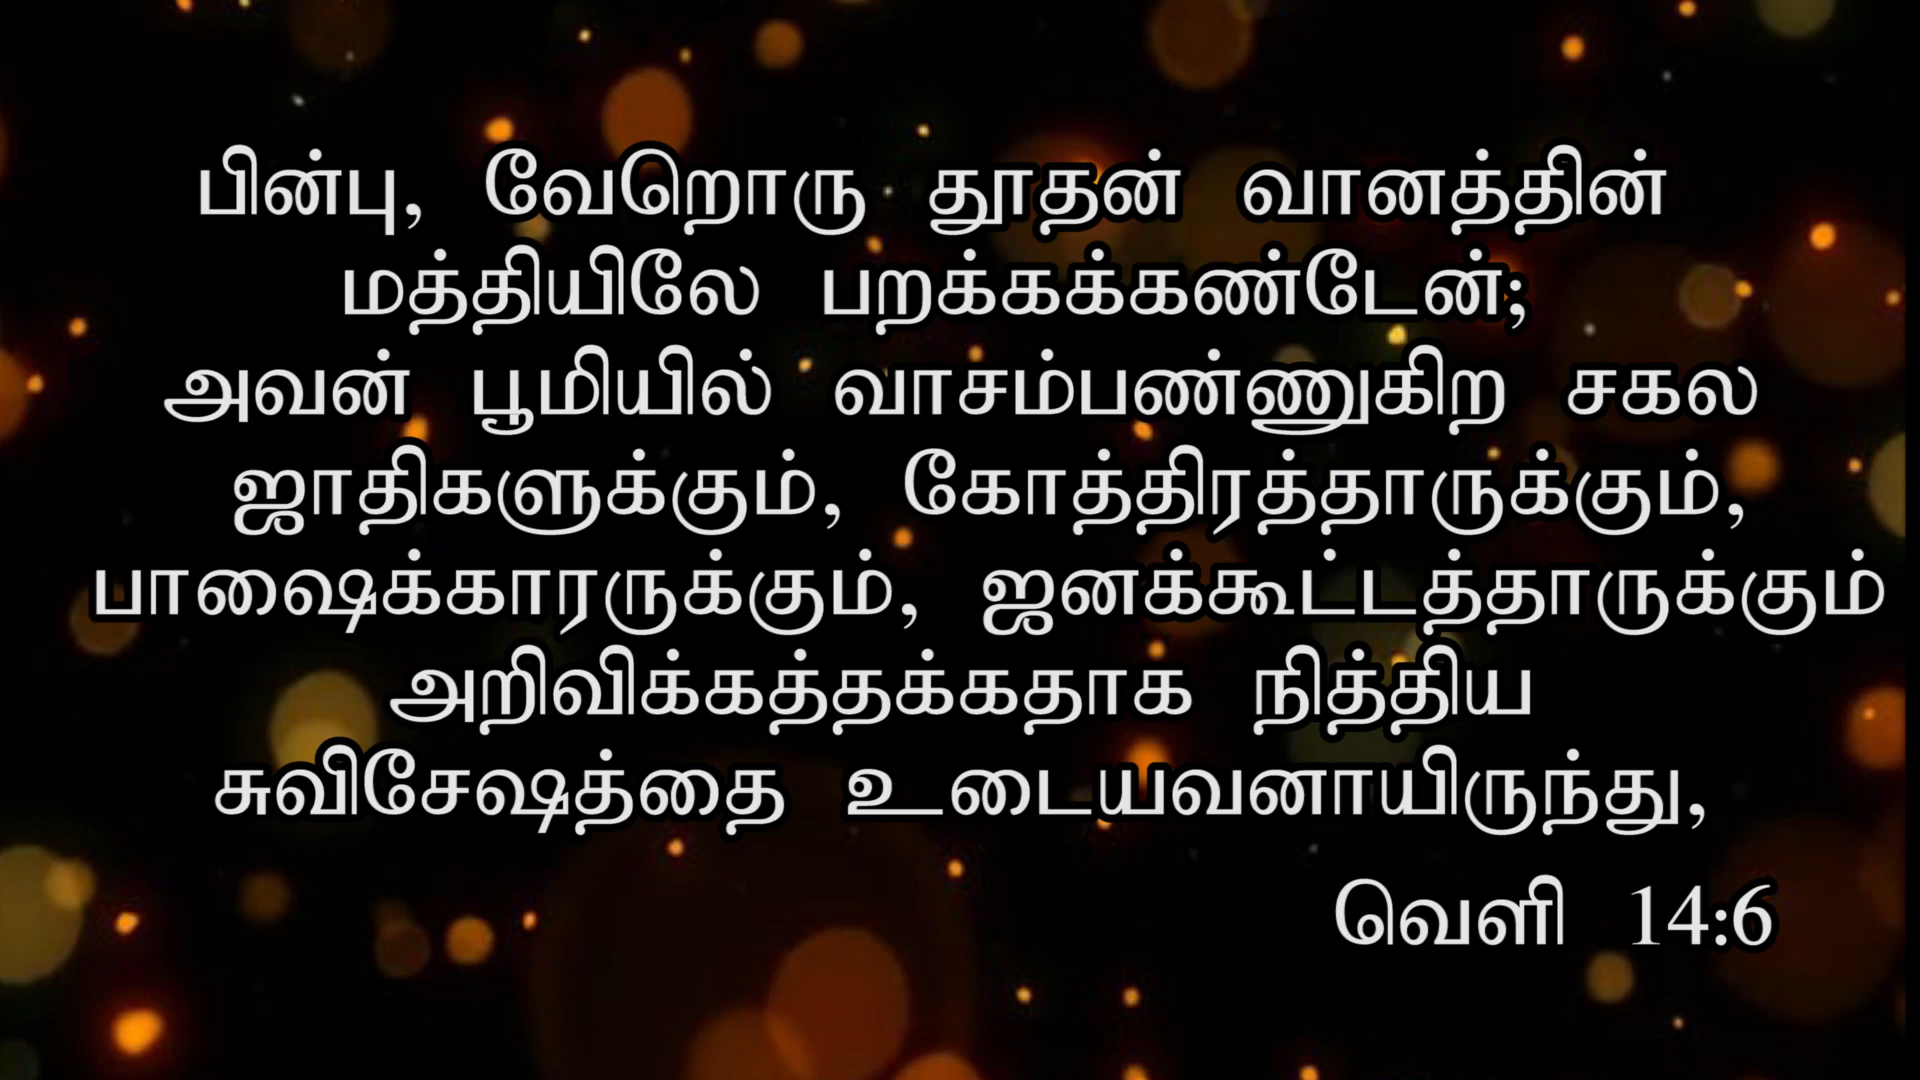 பின்பு, வேறொரு தூதன் வானத்தின்
மத்தியிலே பறக்கக்கண்டேன்;
அவன் பூமியில் வாசம்பண்ணுகிற சகல
ஜாதிகளுக்கும், கோத்திரத்தாருக்கும்,
பாஷைக்காரருக்கும், ஜனக்கூட்டத்தாருக்கும்
அறிவிக்கத்தக்கதாக நித்திய
சுவிசேஷத்தை உடையவனாயிருந்து,
வெளி 14:6